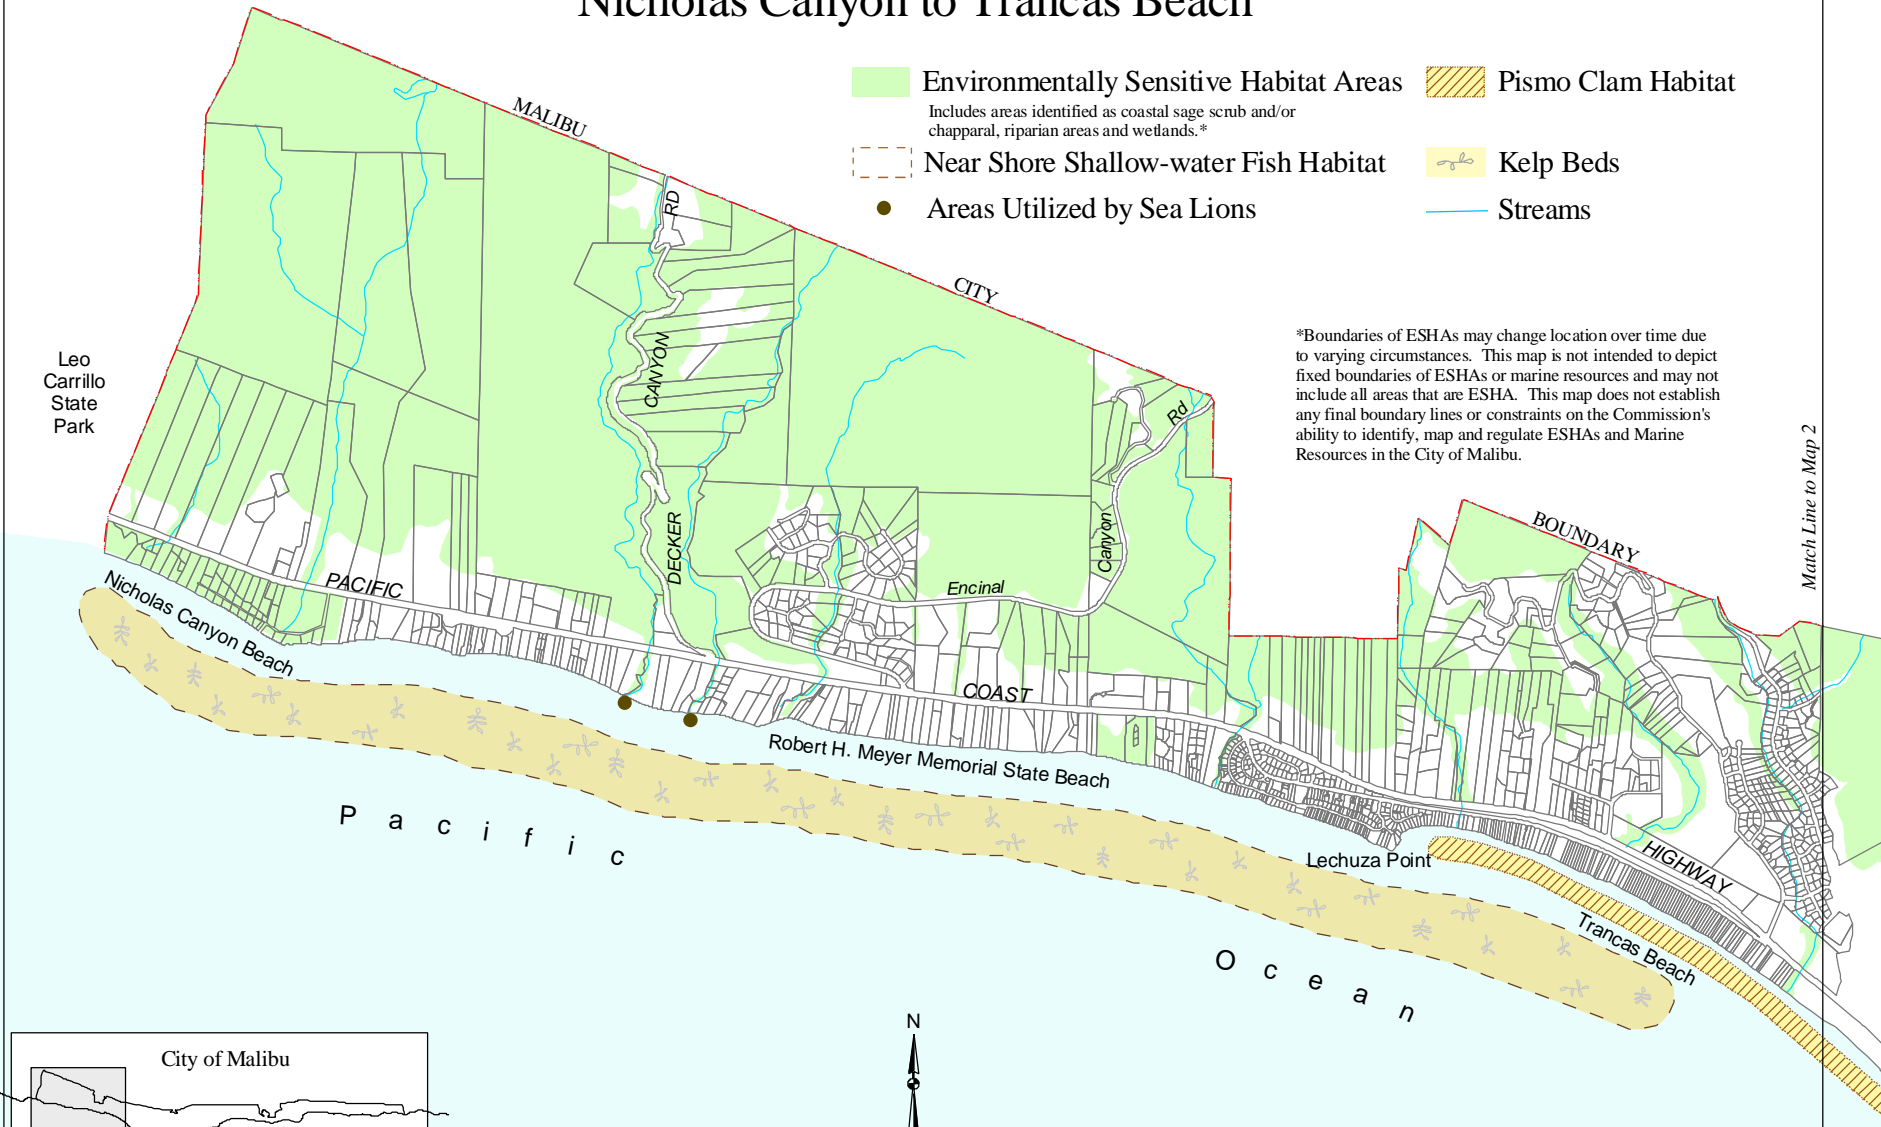 Nicholas Canyon to Trancas Beach
Environmentally Sensitive Habitat Areas
Includes areas identified as coastal sage scrub and/or
chapparal, riparian areas and wetlands.*
Near Shore Shallow-water Fish Habitat
Areas Utilized by Sea Lions
Pismo Clam Habitat
Kelp Beds
Streams
*Boundaries of ESHAs may change location over time due
to varying circumstances. This map is not intended to depict
fixed boundaries of ESHAs or marine resources and may not
include all areas that are ESHA. This map does not establish
any final boundary lines or constraints on the Commission's
ability to identify, map and regulate ESHAs and Marine
Resources in the City of Malibu.
MALIBU
CITY
BOUNDARY
Match Line to Map 2
Leo
Carrillo
State
Park
RD
CANYON
DECKER
Rd
Canyon
Encinal
PACIFIC
COAST
HIGHWAY
Nicholas Canyon Beach
Robert H. Meyer Memorial State Beach
Lechuza Point
Trancas Beach
Pacific
Ocean
N
City of Malibu